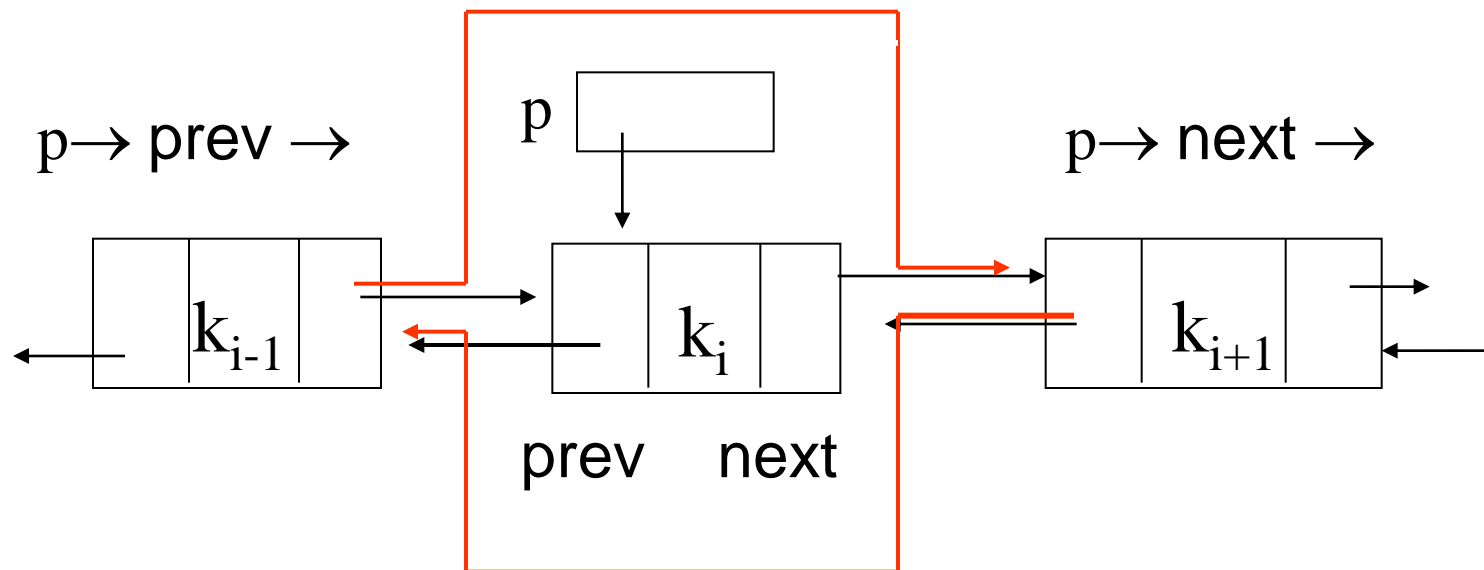 p
p→ prev →
p→ next →
kᵢ₋₁
kᵢ
kᵢ₊₁
prev next